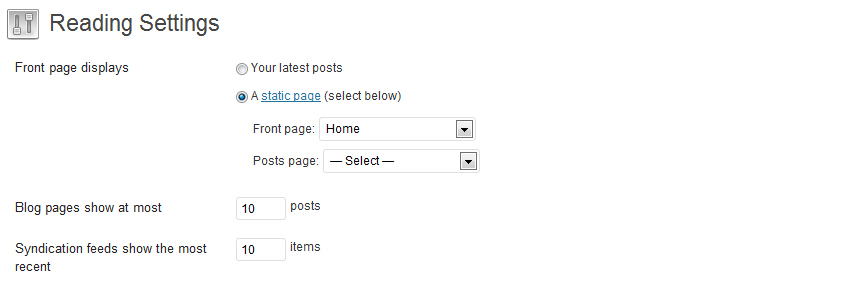 Reading Settings
Front page displays
Your latest posts
A static page (select below)
Front page: Home
Posts page: — Select —
Blog pages show at most 10 posts
Syndication feeds show the most 10 items
recent